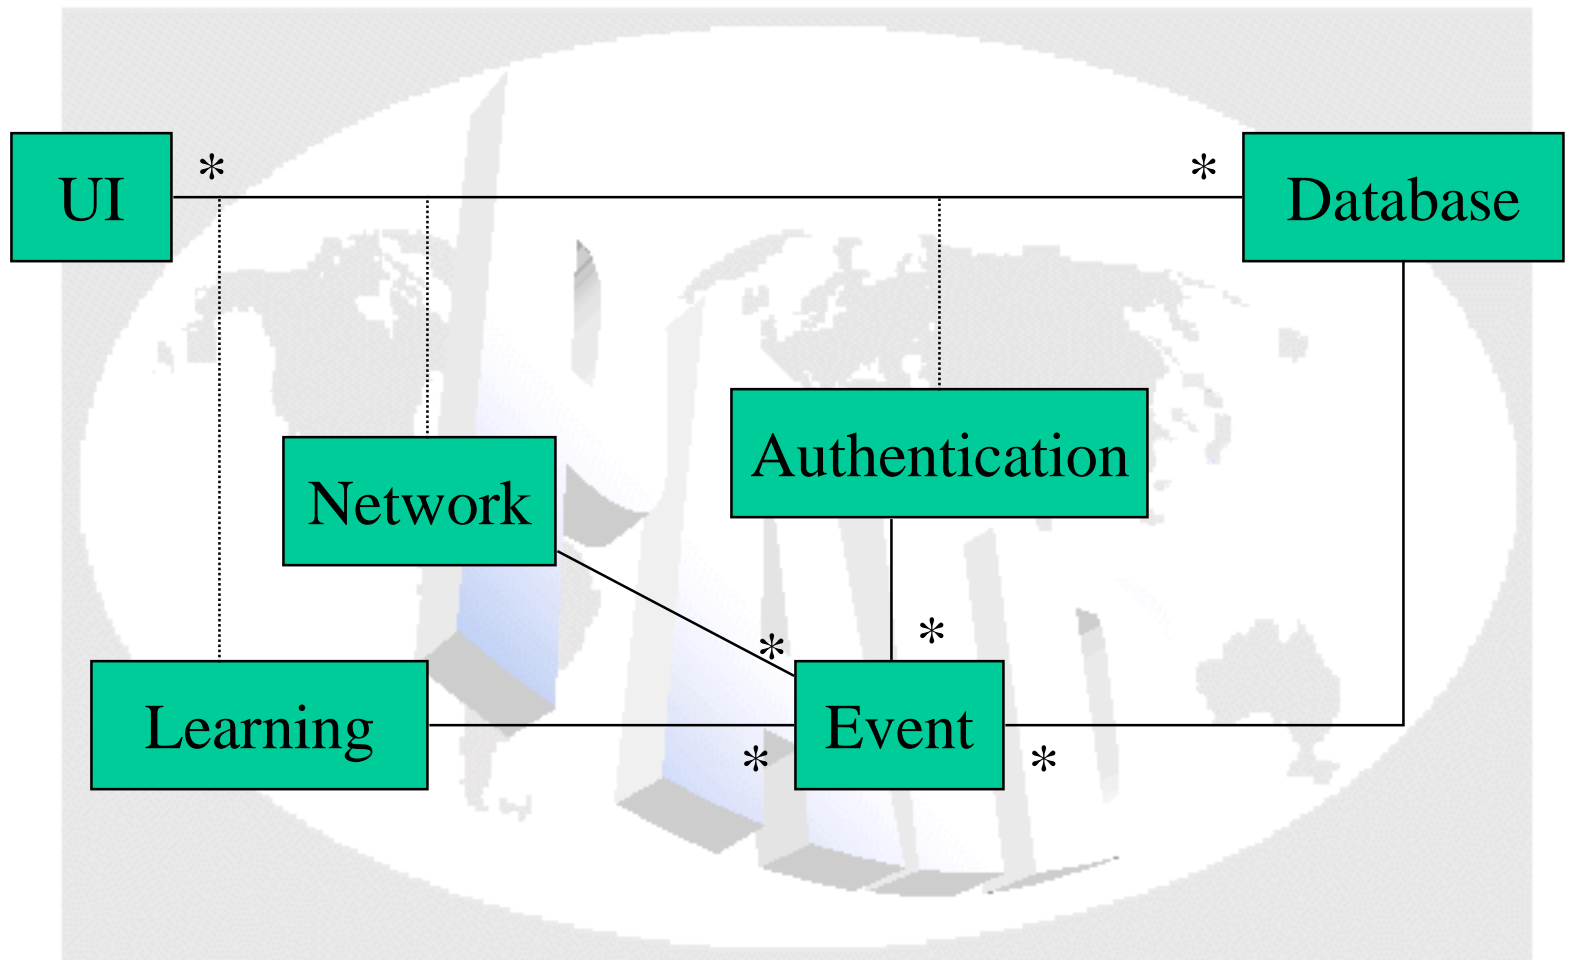 UI
*
*
Database
Authentication
Network
*
*
Learning
Event
*
*